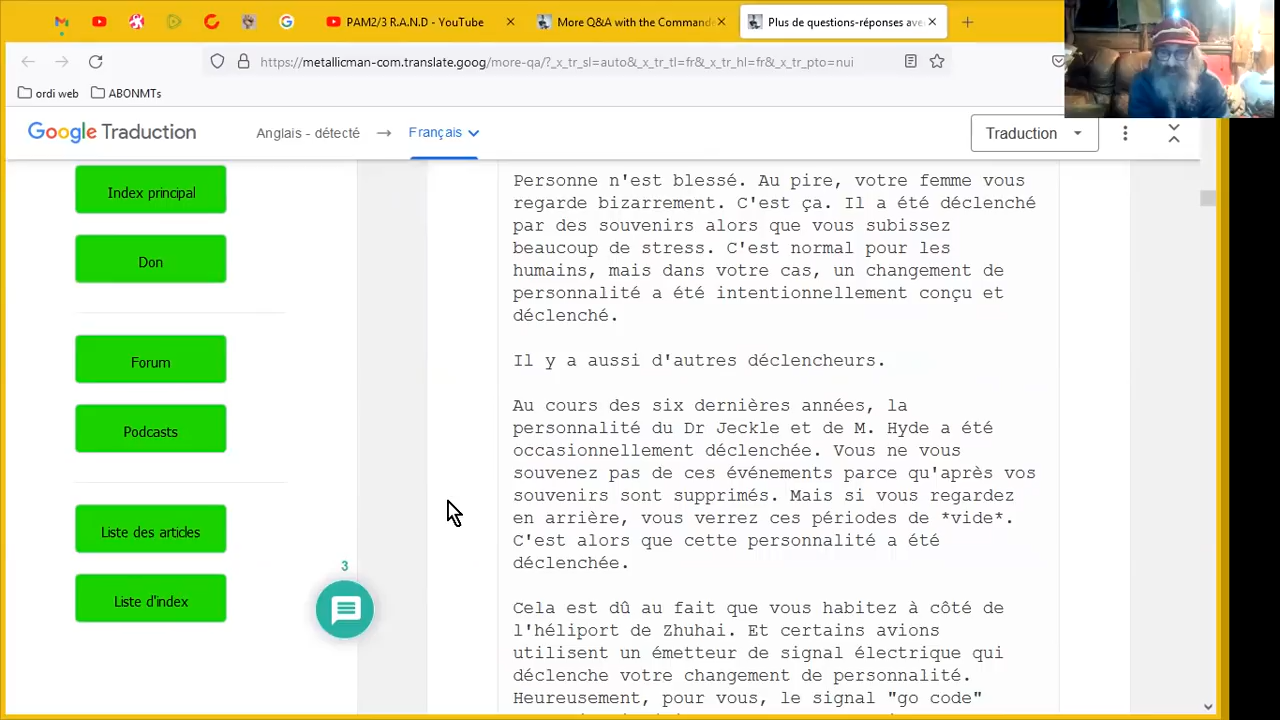 PAM2/3 R.A.N.D - YouTube
More Q&A with the Command
Plus de questions-réponses ave
https://metallicman-com.translate.goog/more-qa/?_x_tr_sl=auto&_x_tr_tl=fr&_x_tr_hl=fr&_x_tr_pto=nui
ordi web
ABONMTs
Google Traduction
Anglais - détecté
Français
Traduction
Index principal
Don
Forum
Podcasts
Liste des articles
Liste d'index
3
Personne n'est blessé. Au pire, votre femme vous
regarde bizarrement. C'est ça. Il a été déclenché
par des souvenirs alors que vous subissez
beaucoup de stress. C'est normal pour les
humains, mais dans votre cas, un changement de
personnalité a été intentionnellement conçu et
déclenché.
Il y a aussi d'autres déclencheurs.
Au cours des six dernières années, la
personnalité du Dr Jeckle et de M. Hyde a été
occasionnellement déclenchée. Vous ne vous
souvenez pas de ces événements parce qu'après vos
souvenirs sont supprimés. Mais si vous regardez
en arrière, vous verrez ces périodes de *vide*.
C'est alors que cette personnalité a été
déclenchée.
Cela est dû au fait que vous habitez à côté de
l'héliport de Zhuhai. Et certains avions
utilisent un émetteur de signal électrique qui
déclenche votre changement de personnalité.
Heureusement, pour vous, le signal "go code"